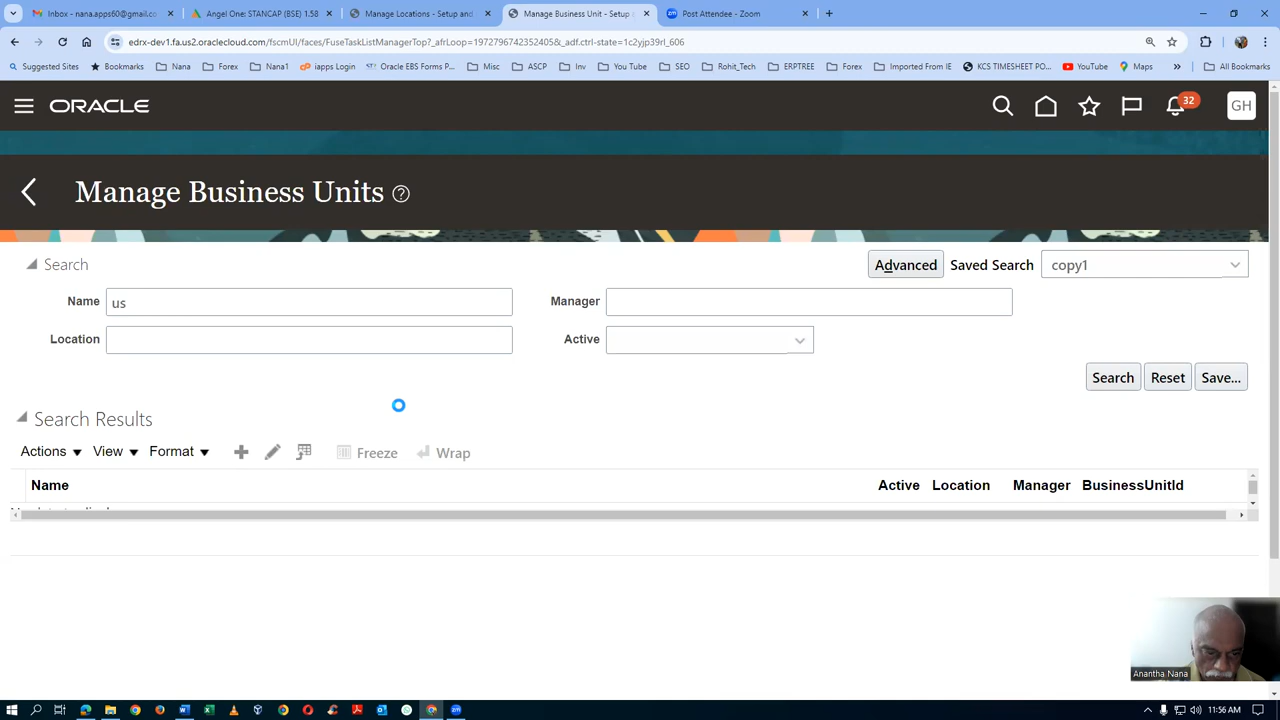 Inbox - nana.apps60@gmail.co
Angel One: STANCAP (BSE) 1.58
Manage Locations - Setup and
Manage Business Unit - Setup
Post Attendee - Zoom
edrx-dev1.fa.us2.oraclecloud.com/fscmUI/faces/FuseTaskListManagerTop?_afrLoop=19727967423524058&_adf.ctrl-state=1c2yjp39rl_606
Suggested Sites
Bookmarks
Nana
Forex
Nana1
iapps Login
Oracle EBS Forms P...
Misc
ASCP
Inv
You Tube
SEO
Rohit_Tech
ERPTREE
Forex
Imported From IE
KCS TIMESHEET PO...
YouTube
Maps
All Bookmarks
ORACLE
32
GH
Manage Business Units
Search
Advanced
Saved Search
copy1
Name
us
Manager
Location
Active
Search
Reset
Save...
Search Results
Actions
View
Format
Freeze
Wrap
Name
Active
Location
Manager
BusinessUnitId
Anantha Nana
11:56 AM